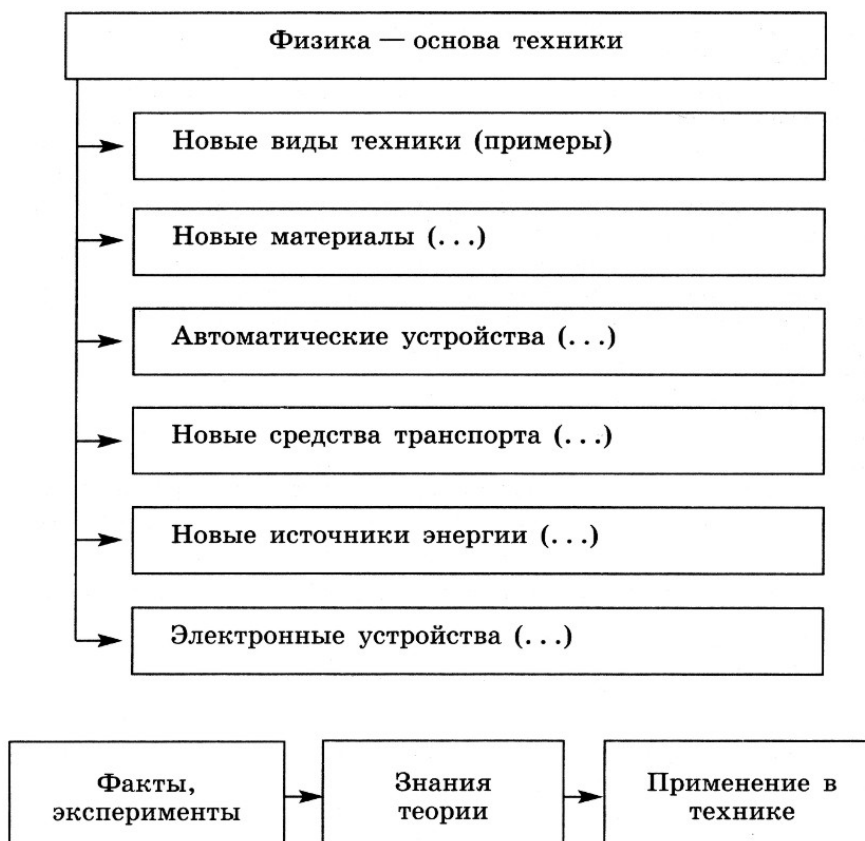 Физика — основа техники
Новые виды техники (примеры)
Новые материалы (...)
Автоматические устройства (...)
Новые средства транспорта (...)
Новые источники энергии (...)
Электронные устройства (...)
Факты,
эксперименты
Знания
теории
Применение в
технике